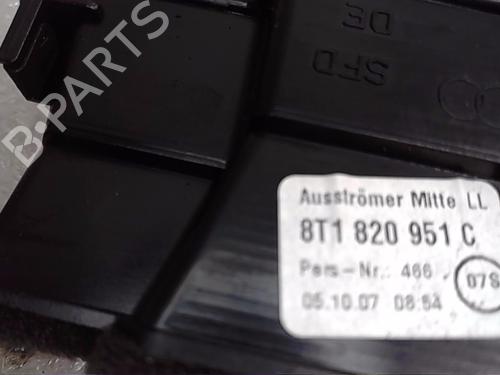 B-PARTS
DE
SFD
Ausströmer Mitte LL
8T1 820 951 C
Pers-Nr.: 466
07S
05.10.07 08:54